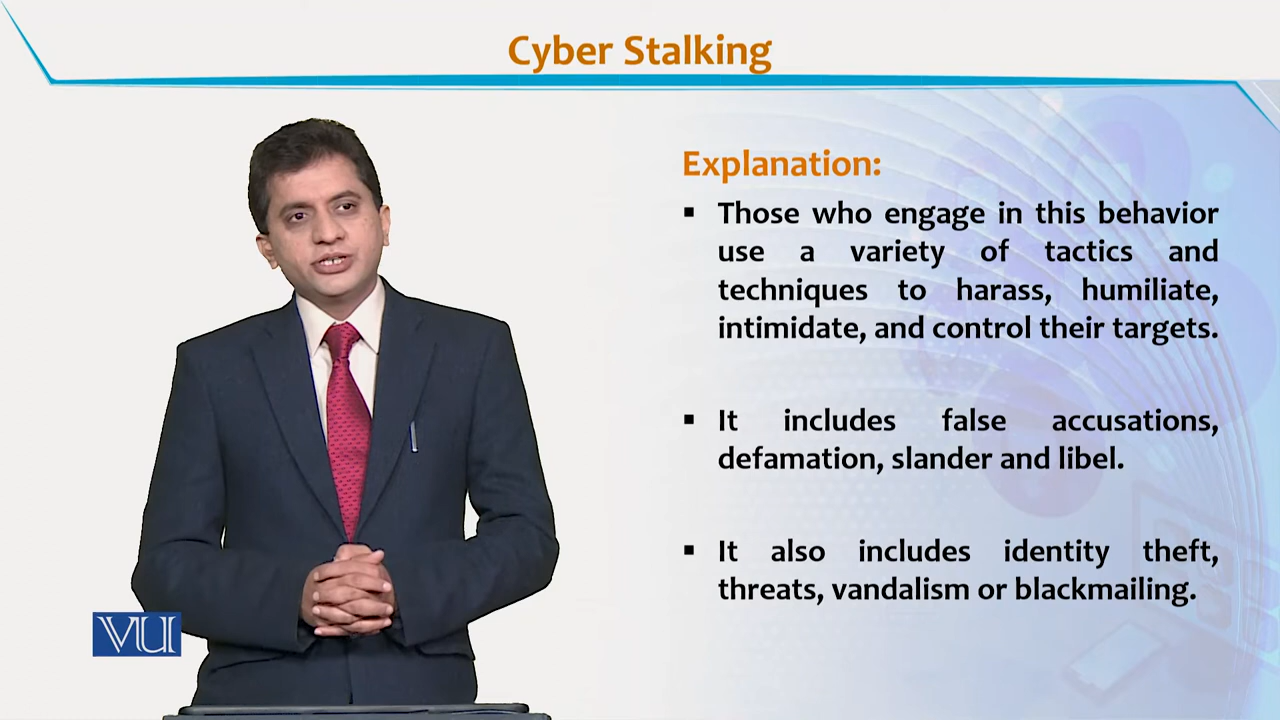 Cyber Stalking
Explanation:
▪ Those who engage in this behavior
use a variety of tactics and
techniques to harass, humiliate,
intimidate, and control their targets.
▪ It includes false accusations,
defamation, slander and libel.
▪ It also includes identity theft,
threats, vandalism or blackmailing.
VU